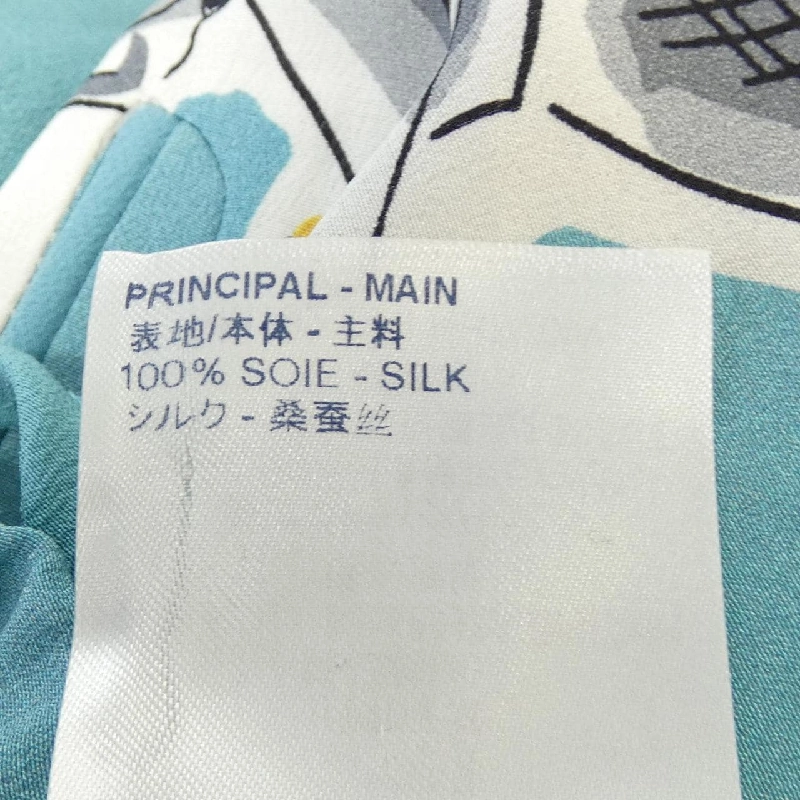 PRINCIPAL - MAIN
表地/本体 - 主料
100% SOIE - SILK
シルク - 桑蚕丝